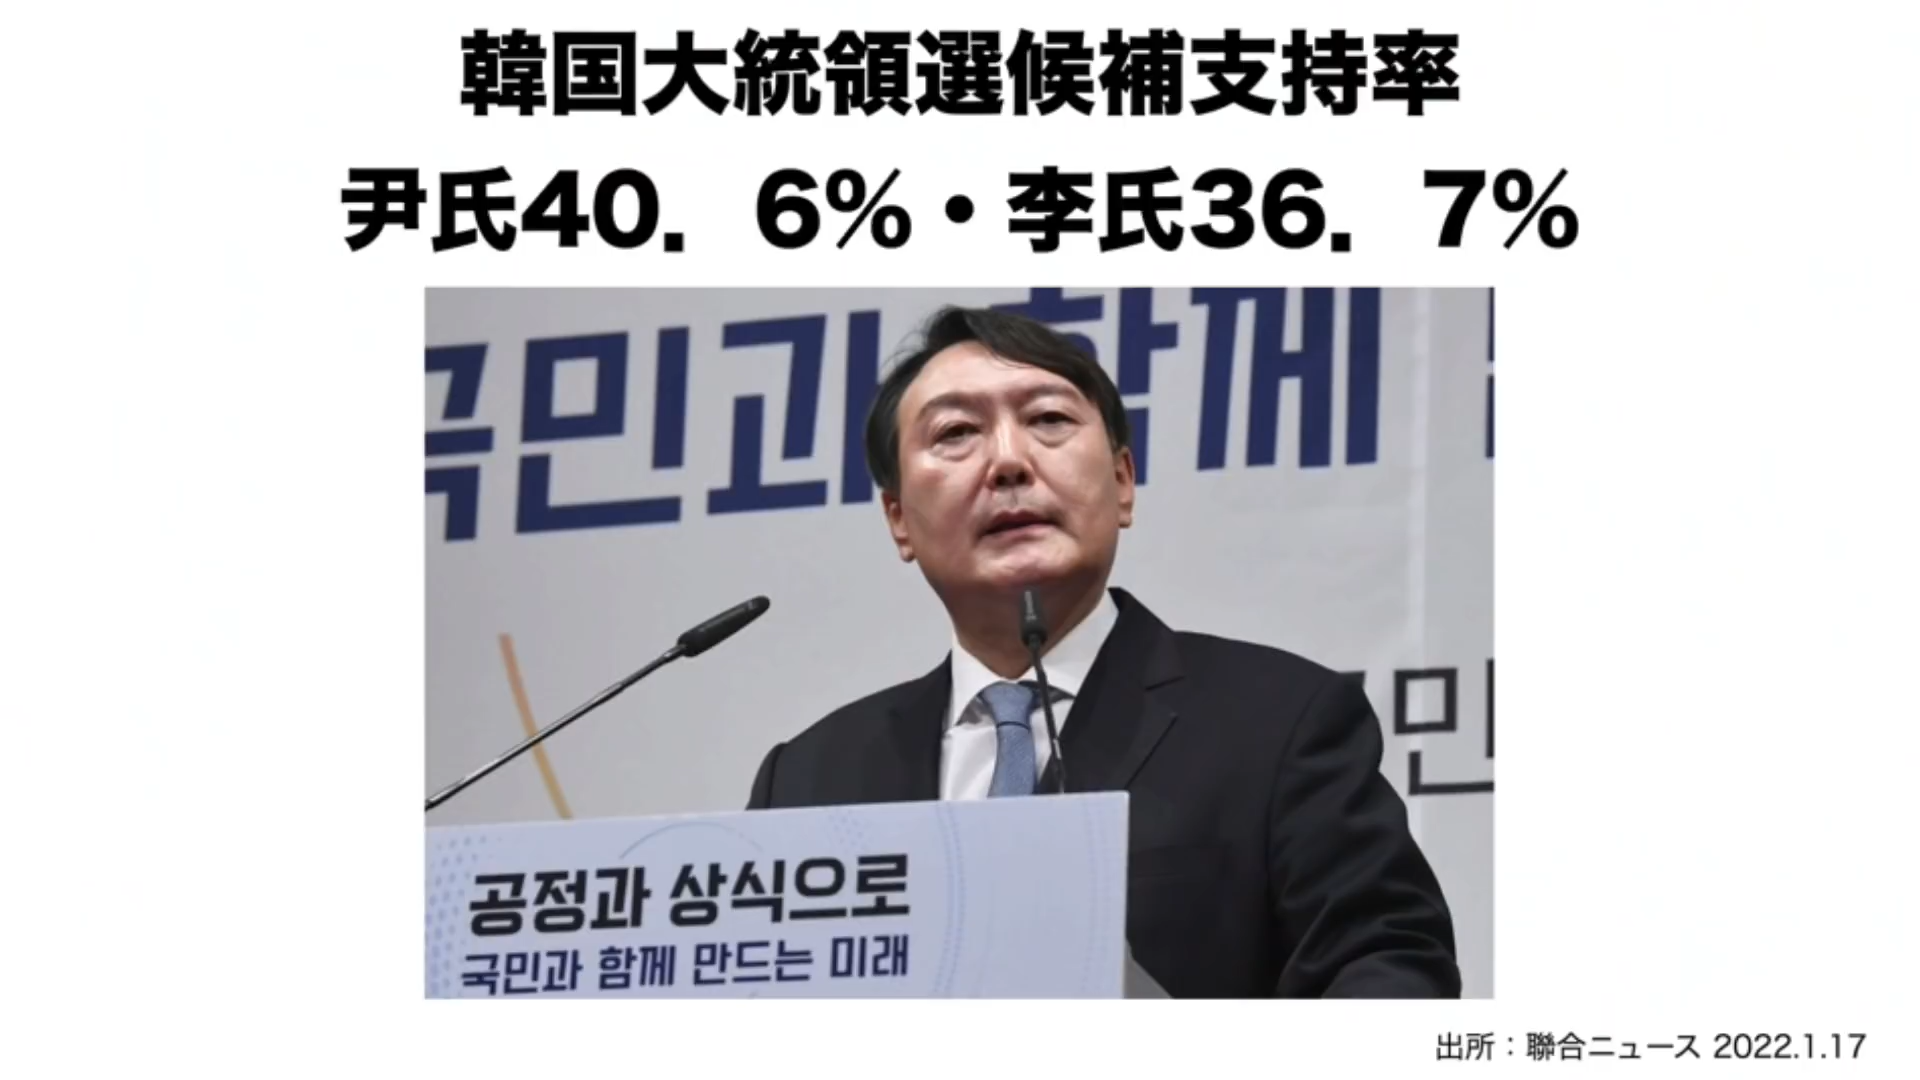 韓国大統領選候補支持率
尹氏40．6%・李氏36．7%
국민과 함께
민
공정과 상식으로
국민과 함께 만드는 미래
出所：聯合ニュース 2022.1.17